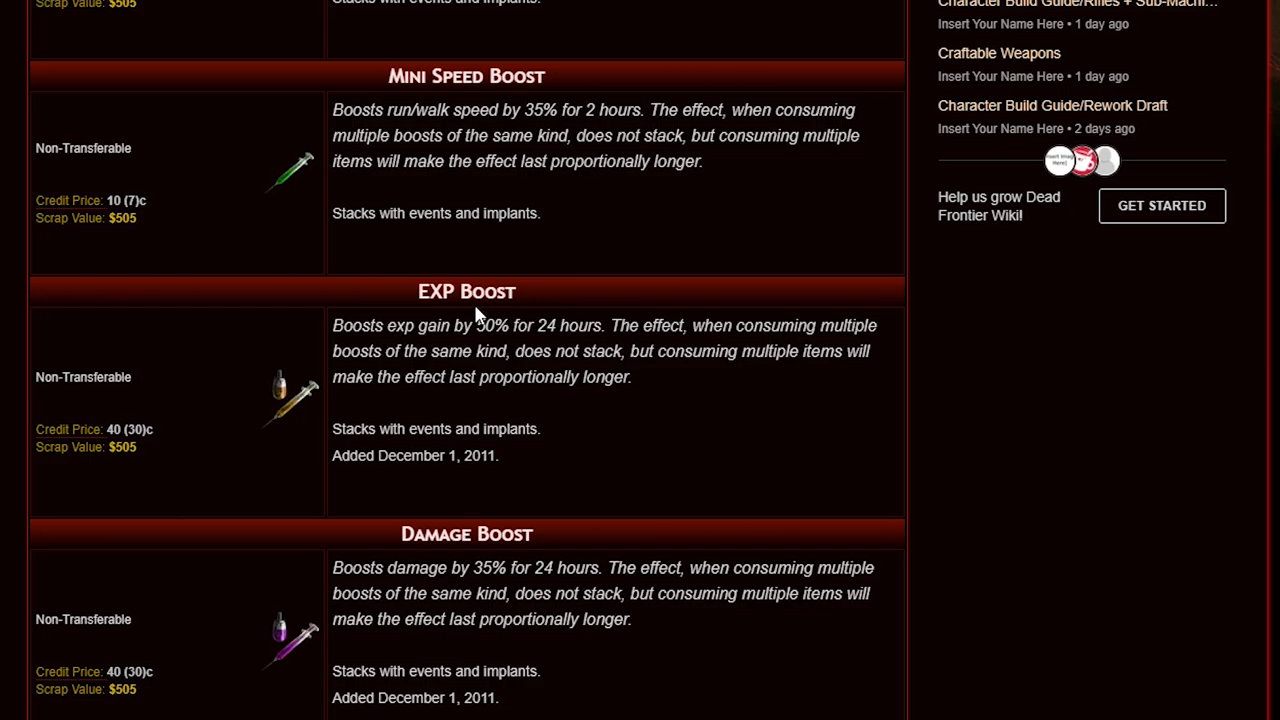 Scrap Value: $505
Stacks with events and implants.
MINI SPEED BOOST
Non-Transferable
Credit Price: 10 (7)c
Scrap Value: $505
Boosts run/walk speed by 35% for 2 hours. The effect, when consuming
multiple boosts of the same kind, does not stack, but consuming multiple
items will make the effect last proportionally longer.
Stacks with events and implants.
EXP BOOST
Non-Transferable
Credit Price: 40 (30)c
Scrap Value: $505
Boosts exp gain by 50% for 24 hours. The effect, when consuming multiple
boosts of the same kind, does not stack, but consuming multiple items will
make the effect last proportionally longer.
Stacks with events and implants.
Added December 1, 2011.
DAMAGE BOOST
Non-Transferable
Credit Price: 40 (30)c
Scrap Value: $505
Boosts damage by 35% for 24 hours. The effect, when consuming multiple
boosts of the same kind, does not stack, but consuming multiple items will
make the effect last proportionally longer.
Stacks with events and implants.
Added December 1, 2011.
Character Build Guide/Rifles + Sub-Machi...
Insert Your Name Here • 1 day ago
Craftable Weapons
Insert Your Name Here • 1 day ago
Character Build Guide/Rework Draft
Insert Your Name Here • 2 days ago
Help us grow Dead
Frontier Wiki!
GET STARTED